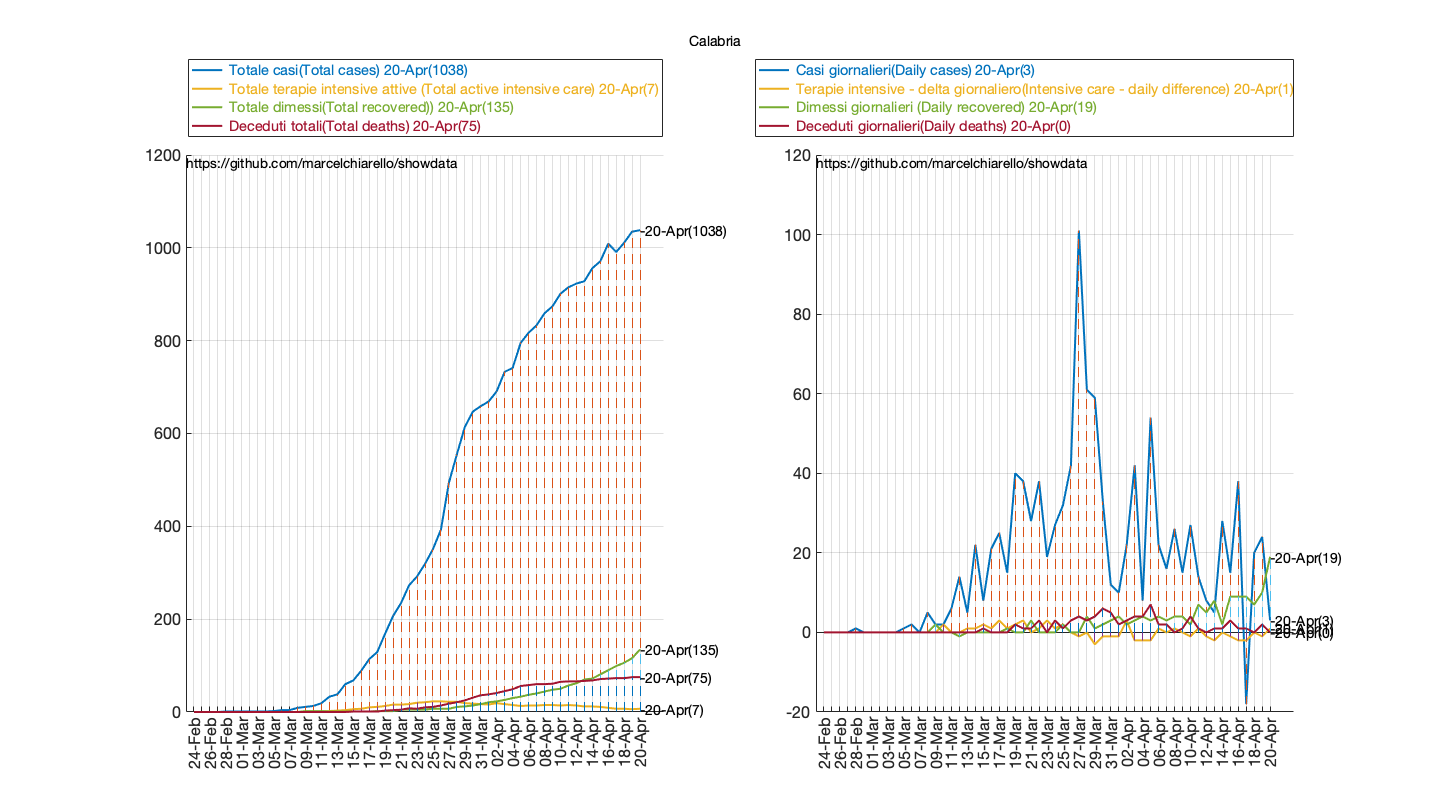 Calabria
Totale casi(Total cases) 20-Apr(1038)
Totale terapie intensive attive (Total active intensive care) 20-Apr(7)
Totale dimessi(Total recovered)) 20-Apr(135)
Deceduti totali(Total deaths) 20-Apr(75)
https://github.com/marcelchiarello/showdata
1200
1000
800
600
400
200
0
-20-Apr(1038)
-20-Apr(135)
-20-Apr(75)
-20-Apr(7)
24-Feb
26-Feb
28-Feb
01-Mar
03-Mar
05-Mar
07-Mar
09-Mar
11-Mar
13-Mar
15-Mar
17-Mar
19-Mar
21-Mar
23-Mar
25-Mar
27-Mar
29-Mar
31-Mar
02-Apr
04-Apr
06-Apr
08-Apr
10-Apr
12-Apr
14-Apr
16-Apr
18-Apr
20-Apr
Casi giornalieri(Daily cases) 20-Apr(3)
Terapie intensive - delta giornaliero(Intensive care - daily difference) 20-Apr(1)
Dimessi giornalieri (Daily recovered) 20-Apr(19)
Deceduti giornalieri(Daily deaths) 20-Apr(0)
https://github.com/marcelchiarello/showdata
120
100
80
60
40
20
0
-20
-20-Apr(19)
-20-Apr(3)
-20-Apr(0)
24-Feb
26-Feb
28-Feb
01-Mar
03-Mar
05-Mar
07-Mar
09-Mar
11-Mar
13-Mar
15-Mar
17-Mar
19-Mar
21-Mar
23-Mar
25-Mar
27-Mar
29-Mar
31-Mar
02-Apr
04-Apr
06-Apr
08-Apr
10-Apr
12-Apr
14-Apr
16-Apr
18-Apr
20-Apr